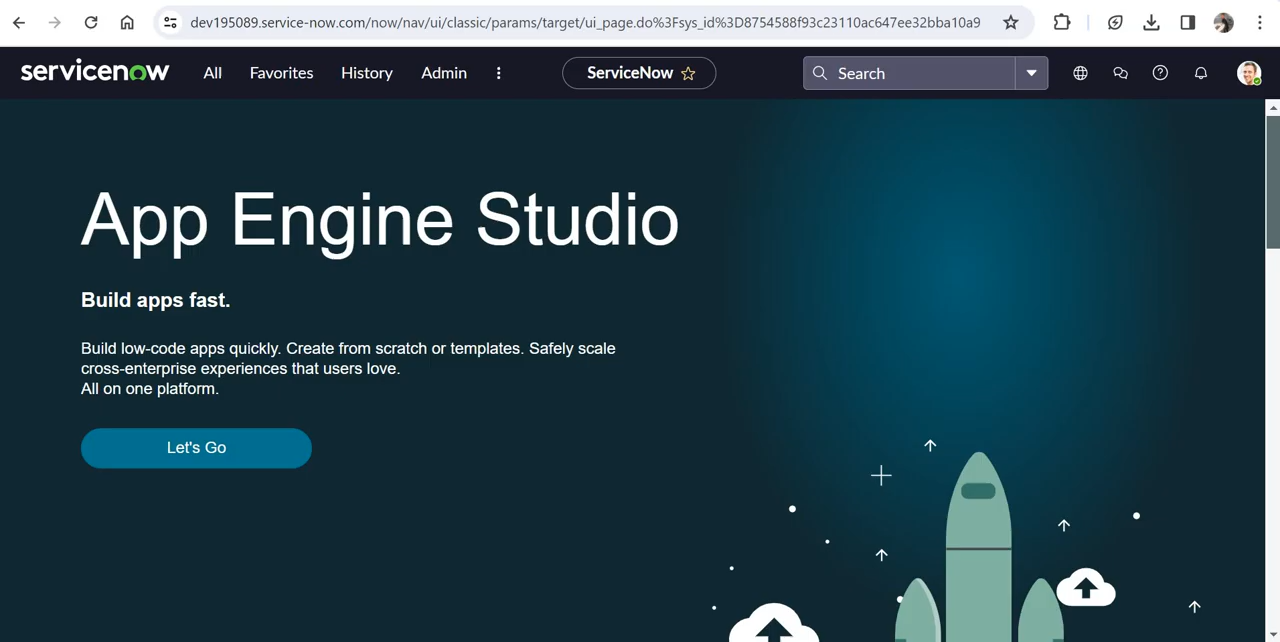 dev195089.service-now.com/now/nav/ui/classic/params/target/ui_page.do%3Fsys_id%3D8754588f93c23110ac647ee32bba10a9
servicenow All Favorites History Admin ServiceNow Search
App Engine Studio
Build apps fast.
Build low-code apps quickly. Create from scratch or templates. Safely scale
cross-enterprise experiences that users love.
All on one platform.
Let's Go